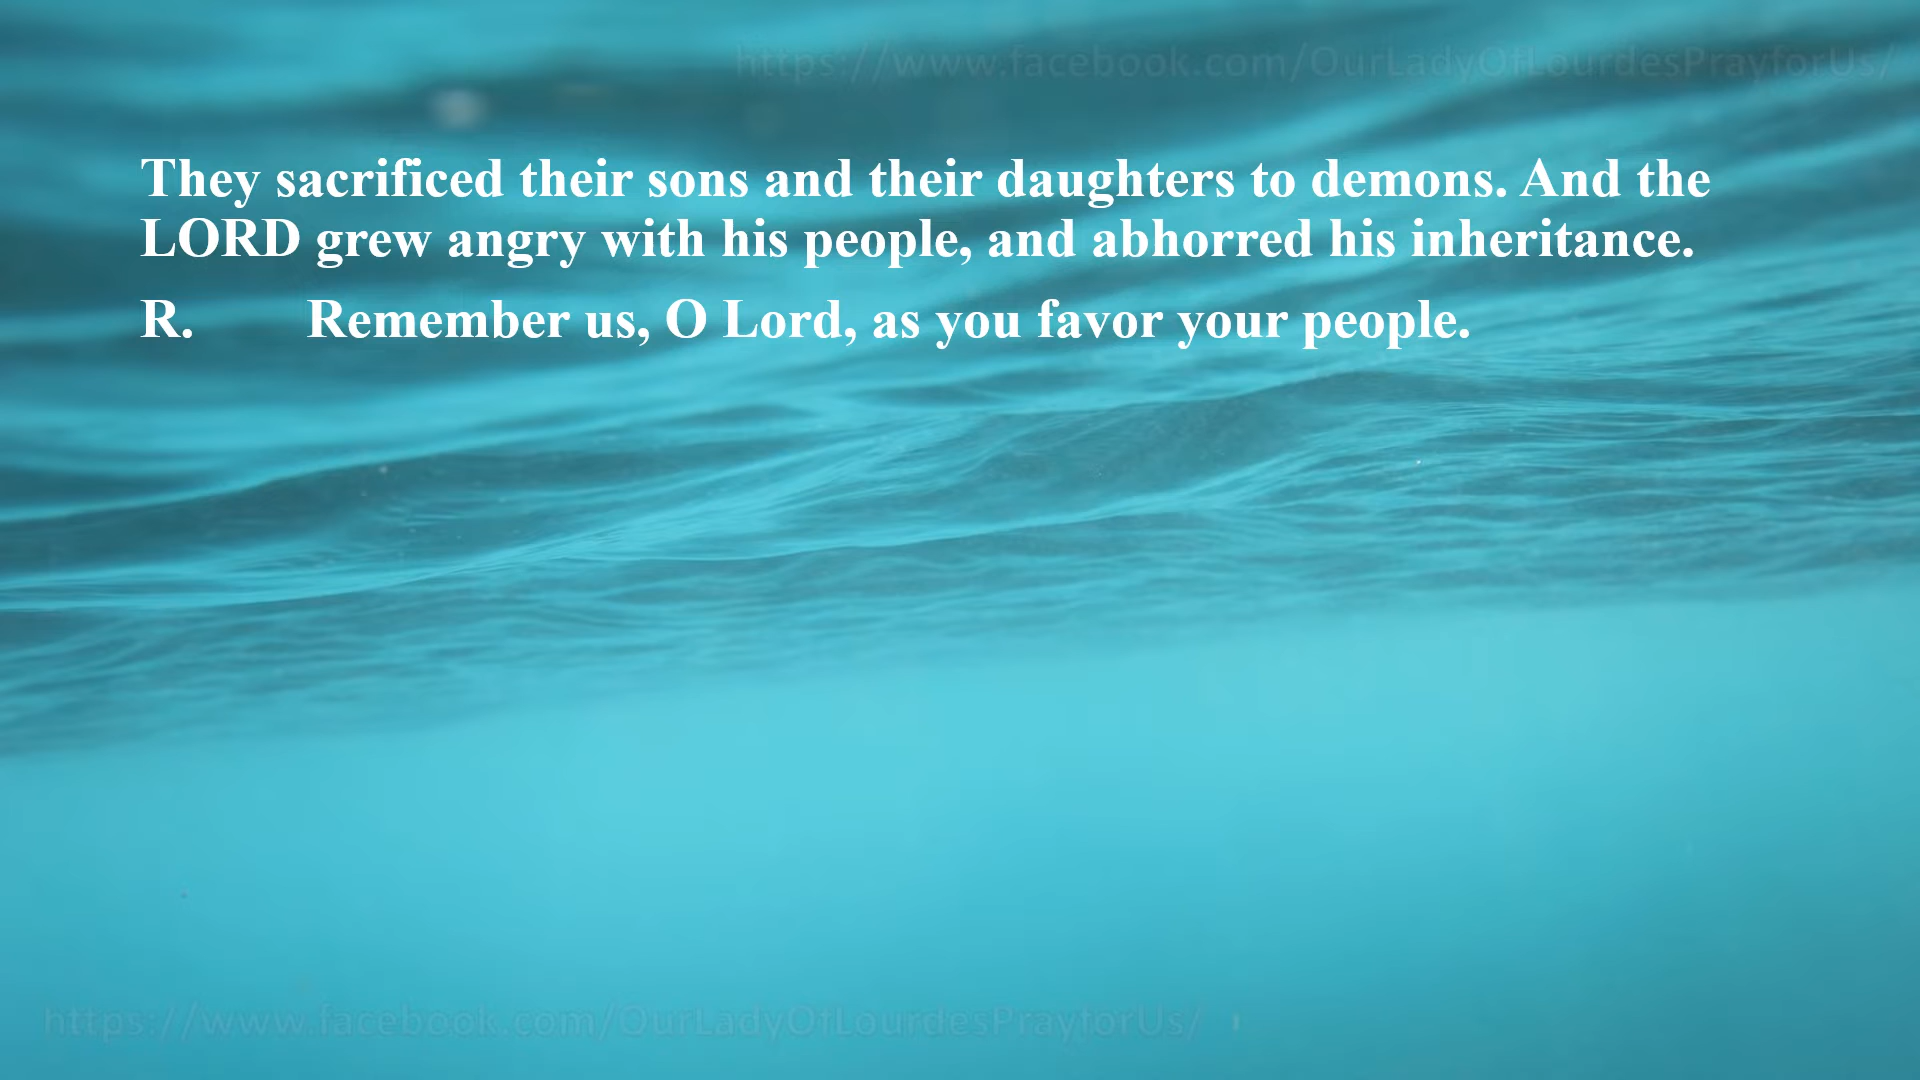 https://www.facebook.com/OurLadyOfLourdesPrayforUs/
They sacrificed their sons and their daughters to demons. And the
LORD grew angry with his people, and abhorred his inheritance.
R. Remember us, O Lord, as you favor your people.
https://www.facebook.com/OurLadyOfLourdesPrayforUs/